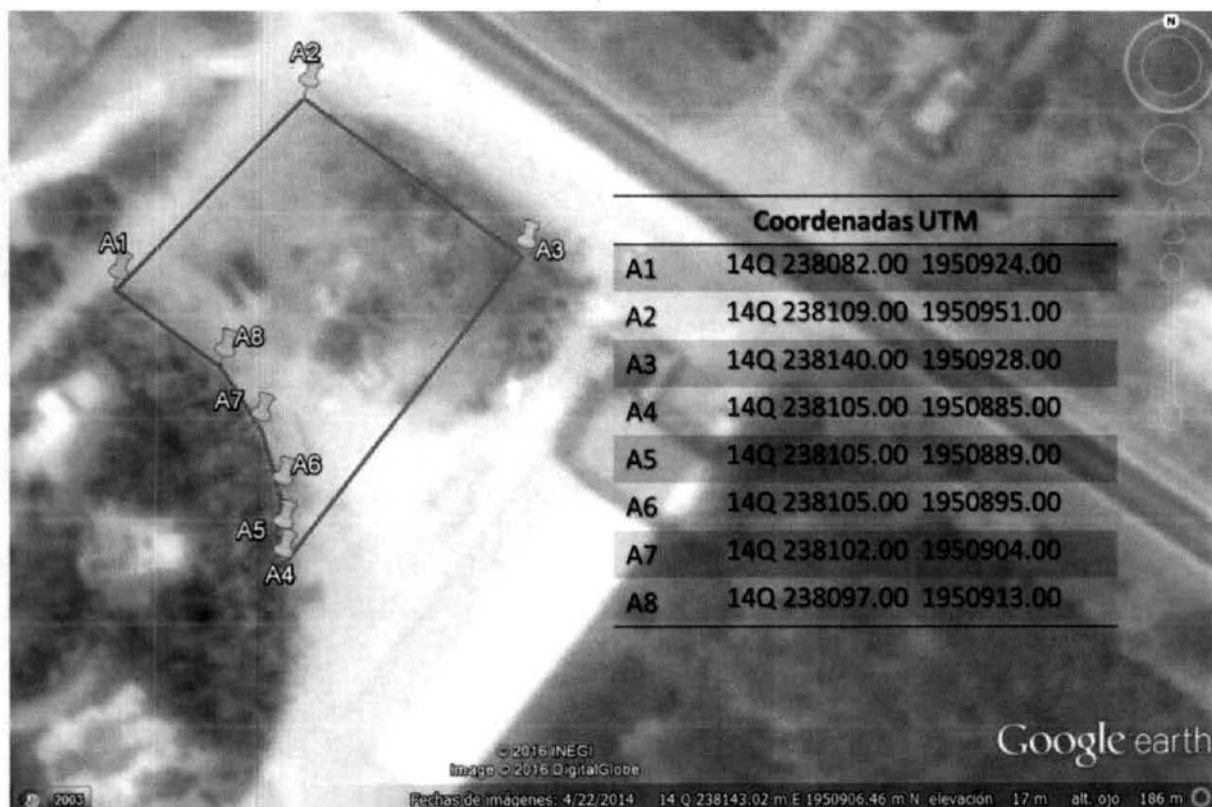 N
A2
A1
A3
A8
A7
A6
A5
A4
Coordenadas UTM
A1 14Q 238082.00 1950924.00
A2 14Q 238109.00 1950951.00
A3 14Q 238140.00 1950928.00
A4 14Q 238105.00 1950885.00
A5 14Q 238105.00 1950889.00
A6 14Q 238105.00 1950895.00
A7 14Q 238102.00 1950904.00
A8 14Q 238097.00 1950913.00
© 2016 INEGI
Image © 2016 DigitalGlobe
Google earth
2003
Fechas de imágenes: 4/22/2014 14 Q 238143.02 m E 1950906.46 m N elevación 17 m alt. ojo 186 m